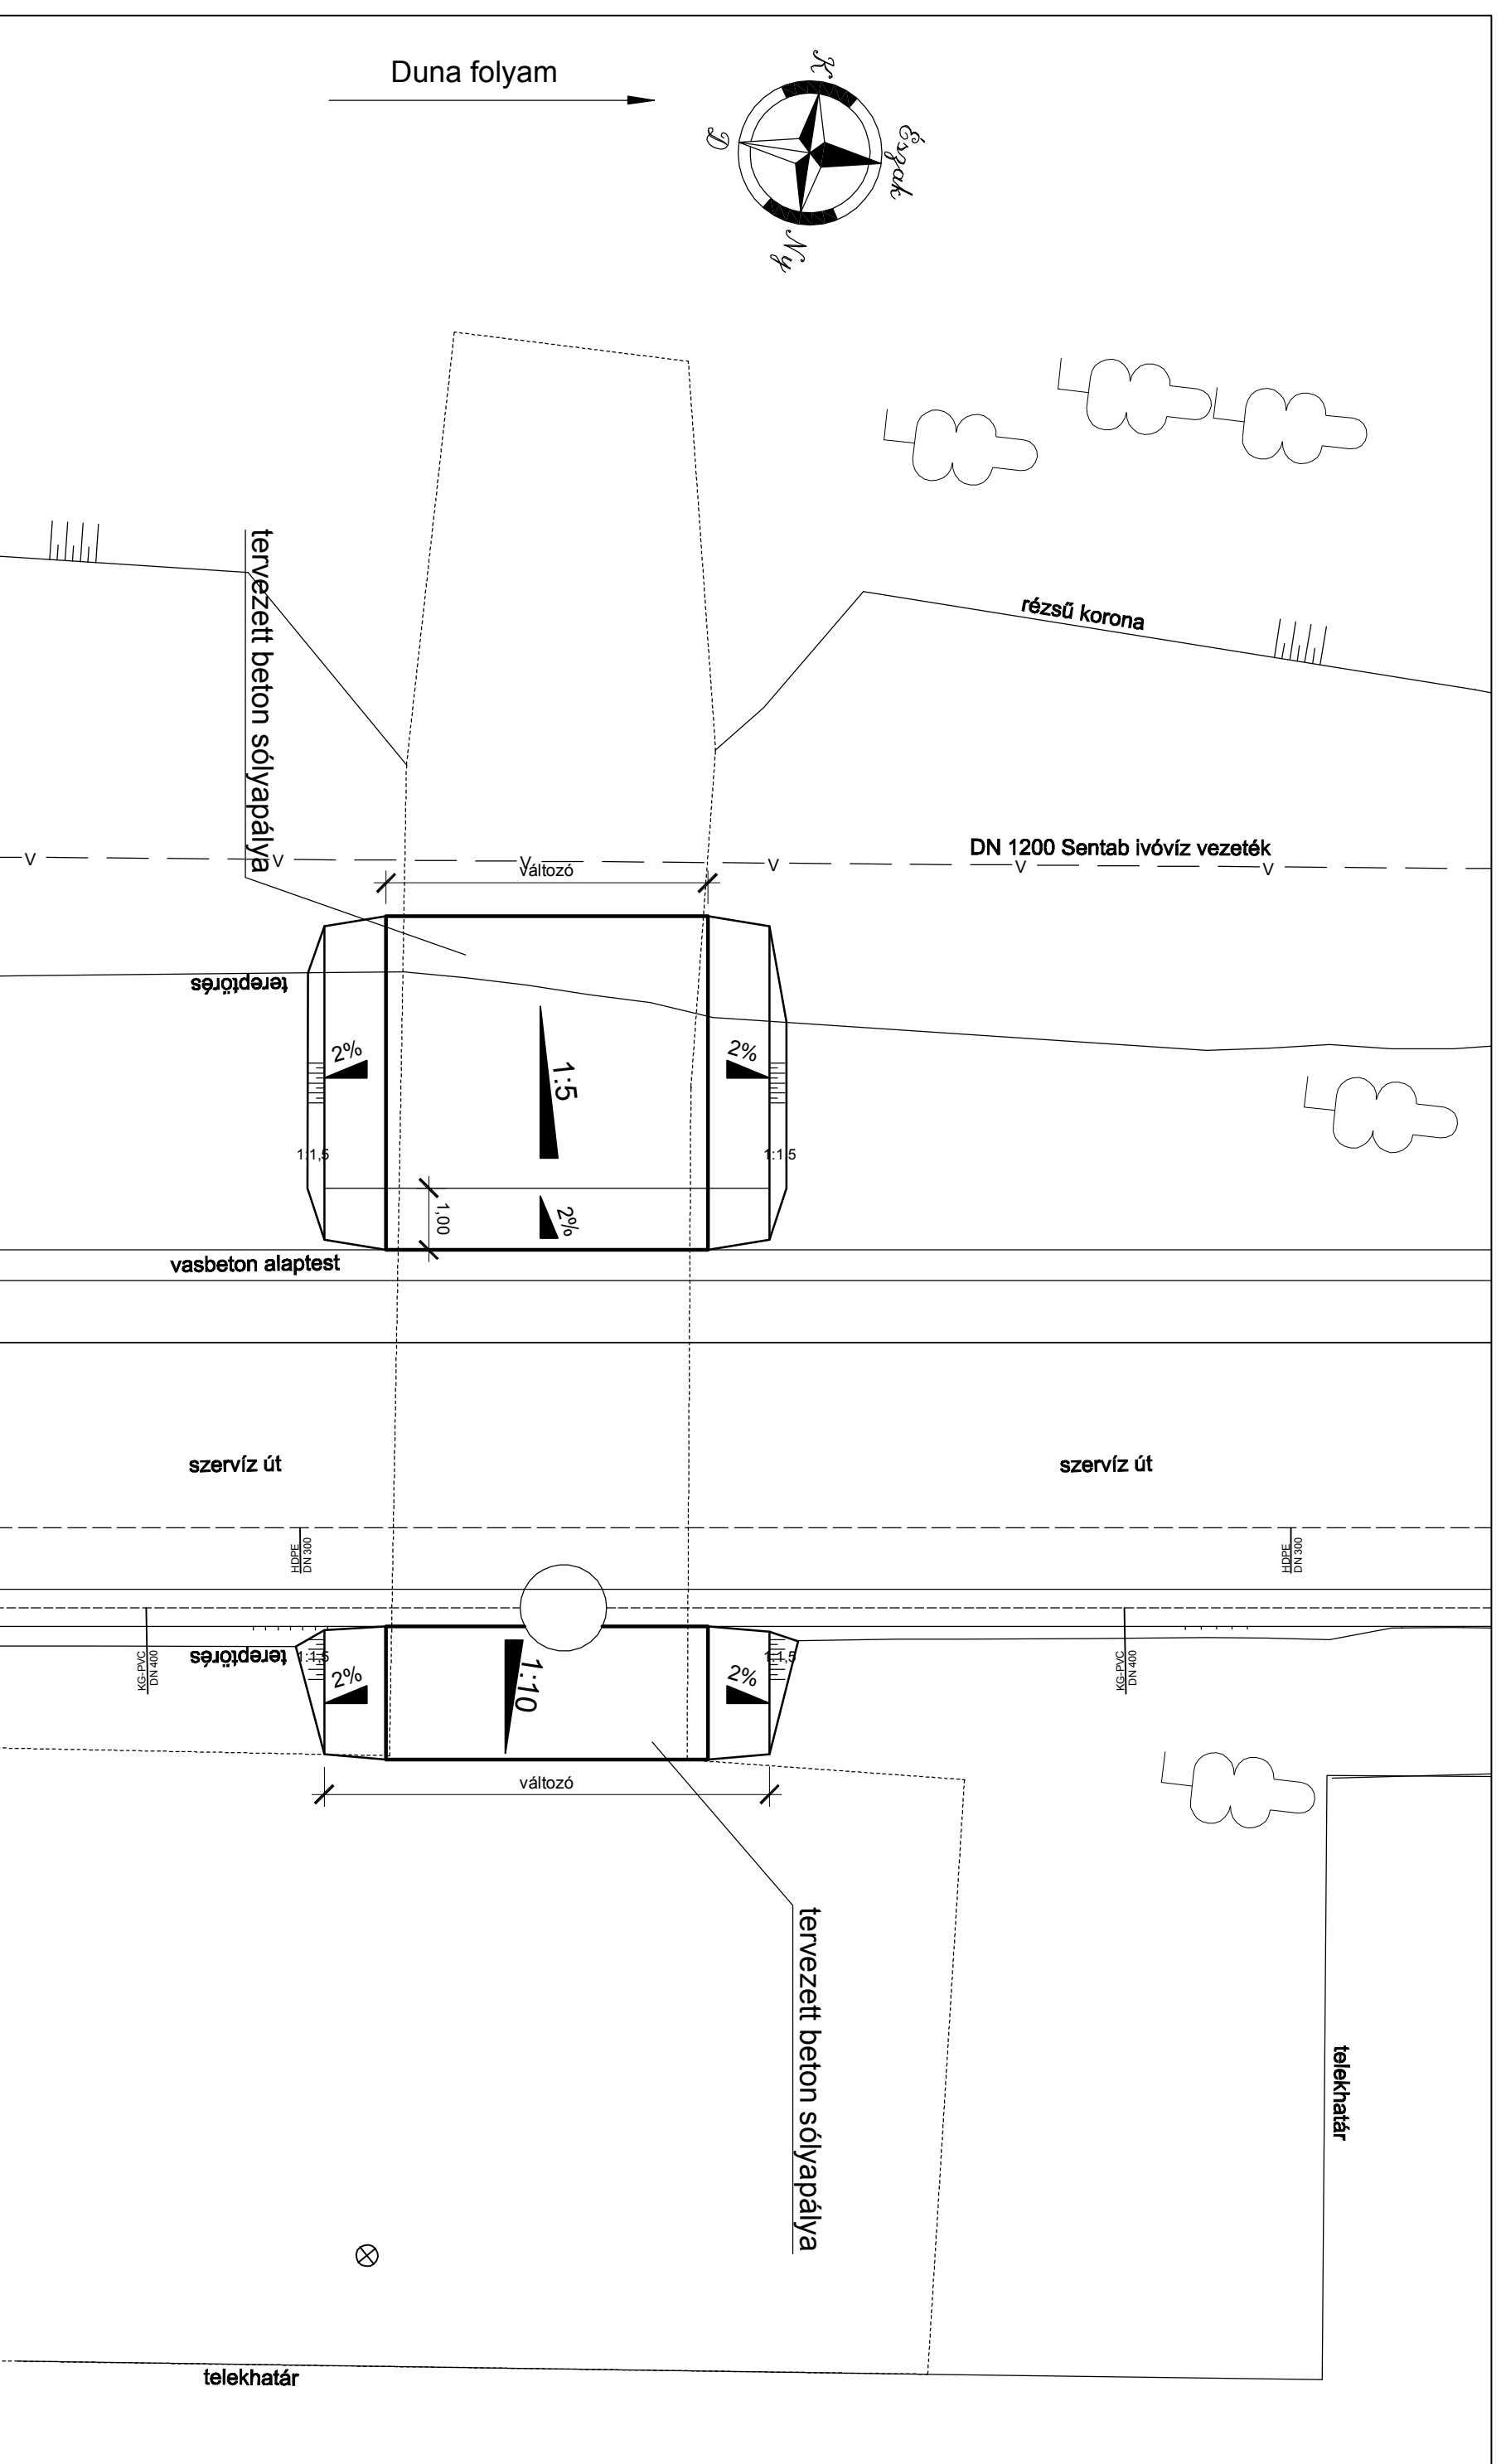 Duna folyam
K
Észak
D
Ny
rézsű korona
tervezett beton sólyapálya
DN 1200 Sentab ivóvíz vezeték
V
V
V
V
V
V
változó
tereptörés
2%
2%
1:5
1:1,5
1:1,5
1,00
2%
vasbeton alaptest
szervíz út
szervíz út
HDPE
DN 300
HDPE
DN 300
KG-PVC
DN 400
KG-PVC
DN 400
tereptörés
1:1,5
1:1,5
2%
2%
1:10
változó
tervezett beton sólyapálya
telekhatár
telekhatár